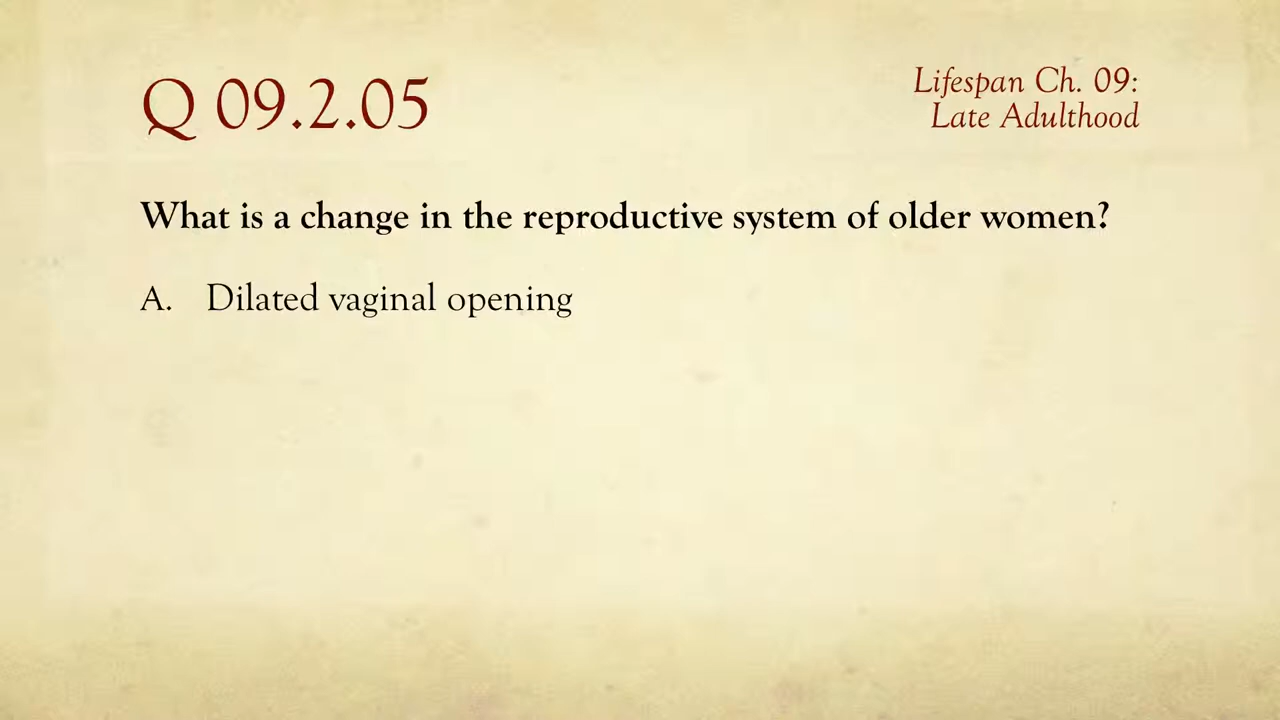 Q 09.2.05
Lifespan Ch. 09:
Late Adulthood
What is a change in the reproductive system of older women?
A. Dilated vaginal opening